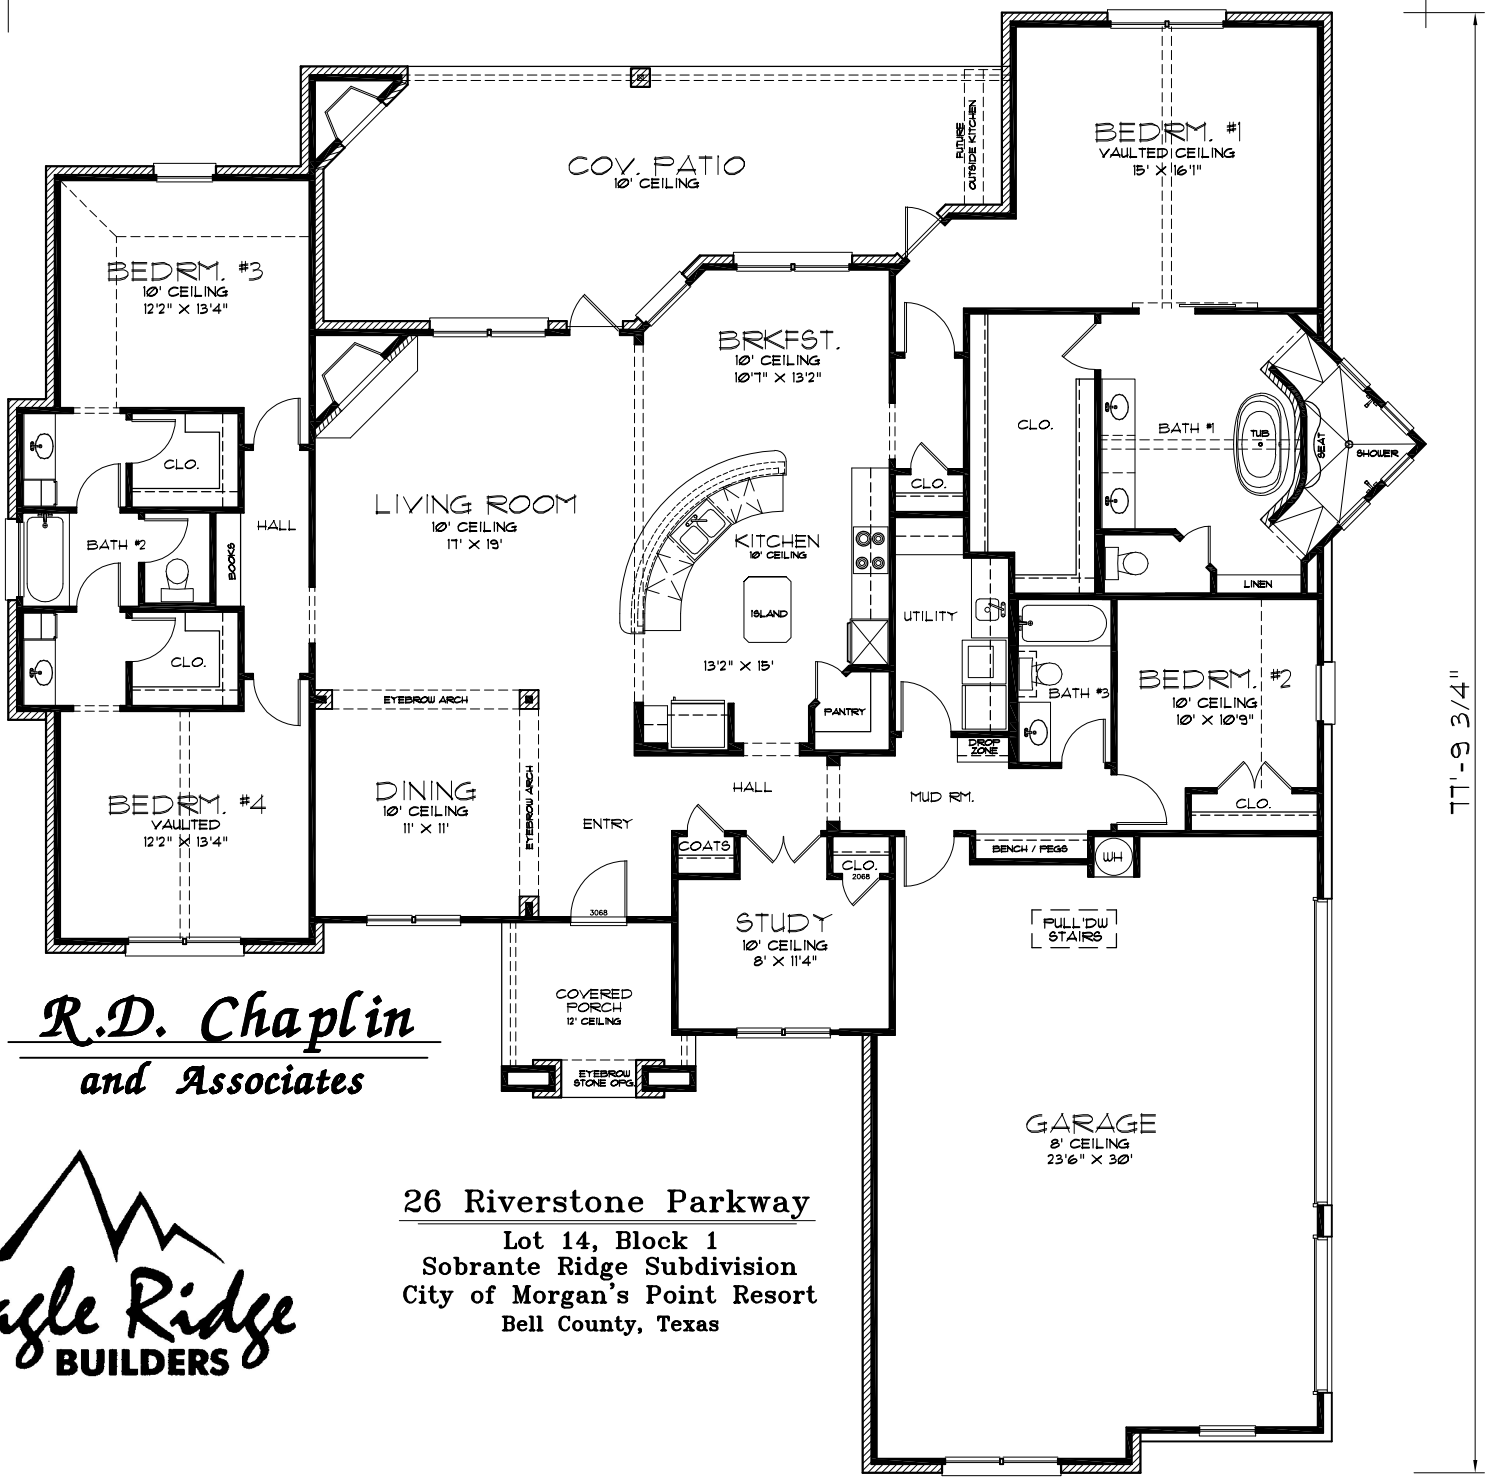 BEDRM. #1
VAULTED CEILING
15' X 16'1"
FUTURE
OUTSIDE KITCHEN
COV. PATIO
10' CEILING
BEDRM. #3
10' CEILING
12'2" X 13'4"
BRKFST.
10' CEILING
10'7" X 13'2"
CLO.
BATH #1
TUB
SEAT
SHOWER
CLO.
CLO.
LIVING ROOM
10' CEILING
17' X 19'
HALL
BATH #2
BOOKS
KITCHEN
10' CEILING
ISLAND
13'2" X 15'
UTILITY
LINEN
CLO.
BATH #3
BEDRM. #2
10' CEILING
10' X 10'9"
77'-9 3/4"
EYEBROW ARCH
PANTRY
DROP
ZONE
DINING
10' CEILING
11' X 11'
EYEBROW ARCH
HALL
MUD RM.
CLO.
BEDRM. #4
VAULTED
12'2" X 13'4"
ENTRY
COATS
BENCH / PEGS
WH
CLO.
2068
3068
STUDY
10' CEILING
8' X 11'4"
PULL'DW
STAIRS
COVERED
PORCH
12' CEILING
EYEBROW
STONE OPG.
R.D. Chaplin
and Associates
GARAGE
8' CEILING
23'6" X 30'
26 Riverstone Parkway
Lot 14, Block 1
Sobrante Ridge Subdivision
City of Morgan's Point Resort
Bell County, Texas
agle Ridge
BUILDERS